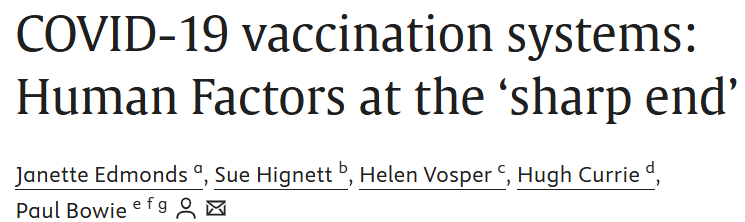 COVID-19 vaccination systems:
Human Factors at the ‘sharp end’
Janette Edmonds a, Sue Hignett b, Helen Vosper c, Hugh Currie d,
Paul Bowie e f g